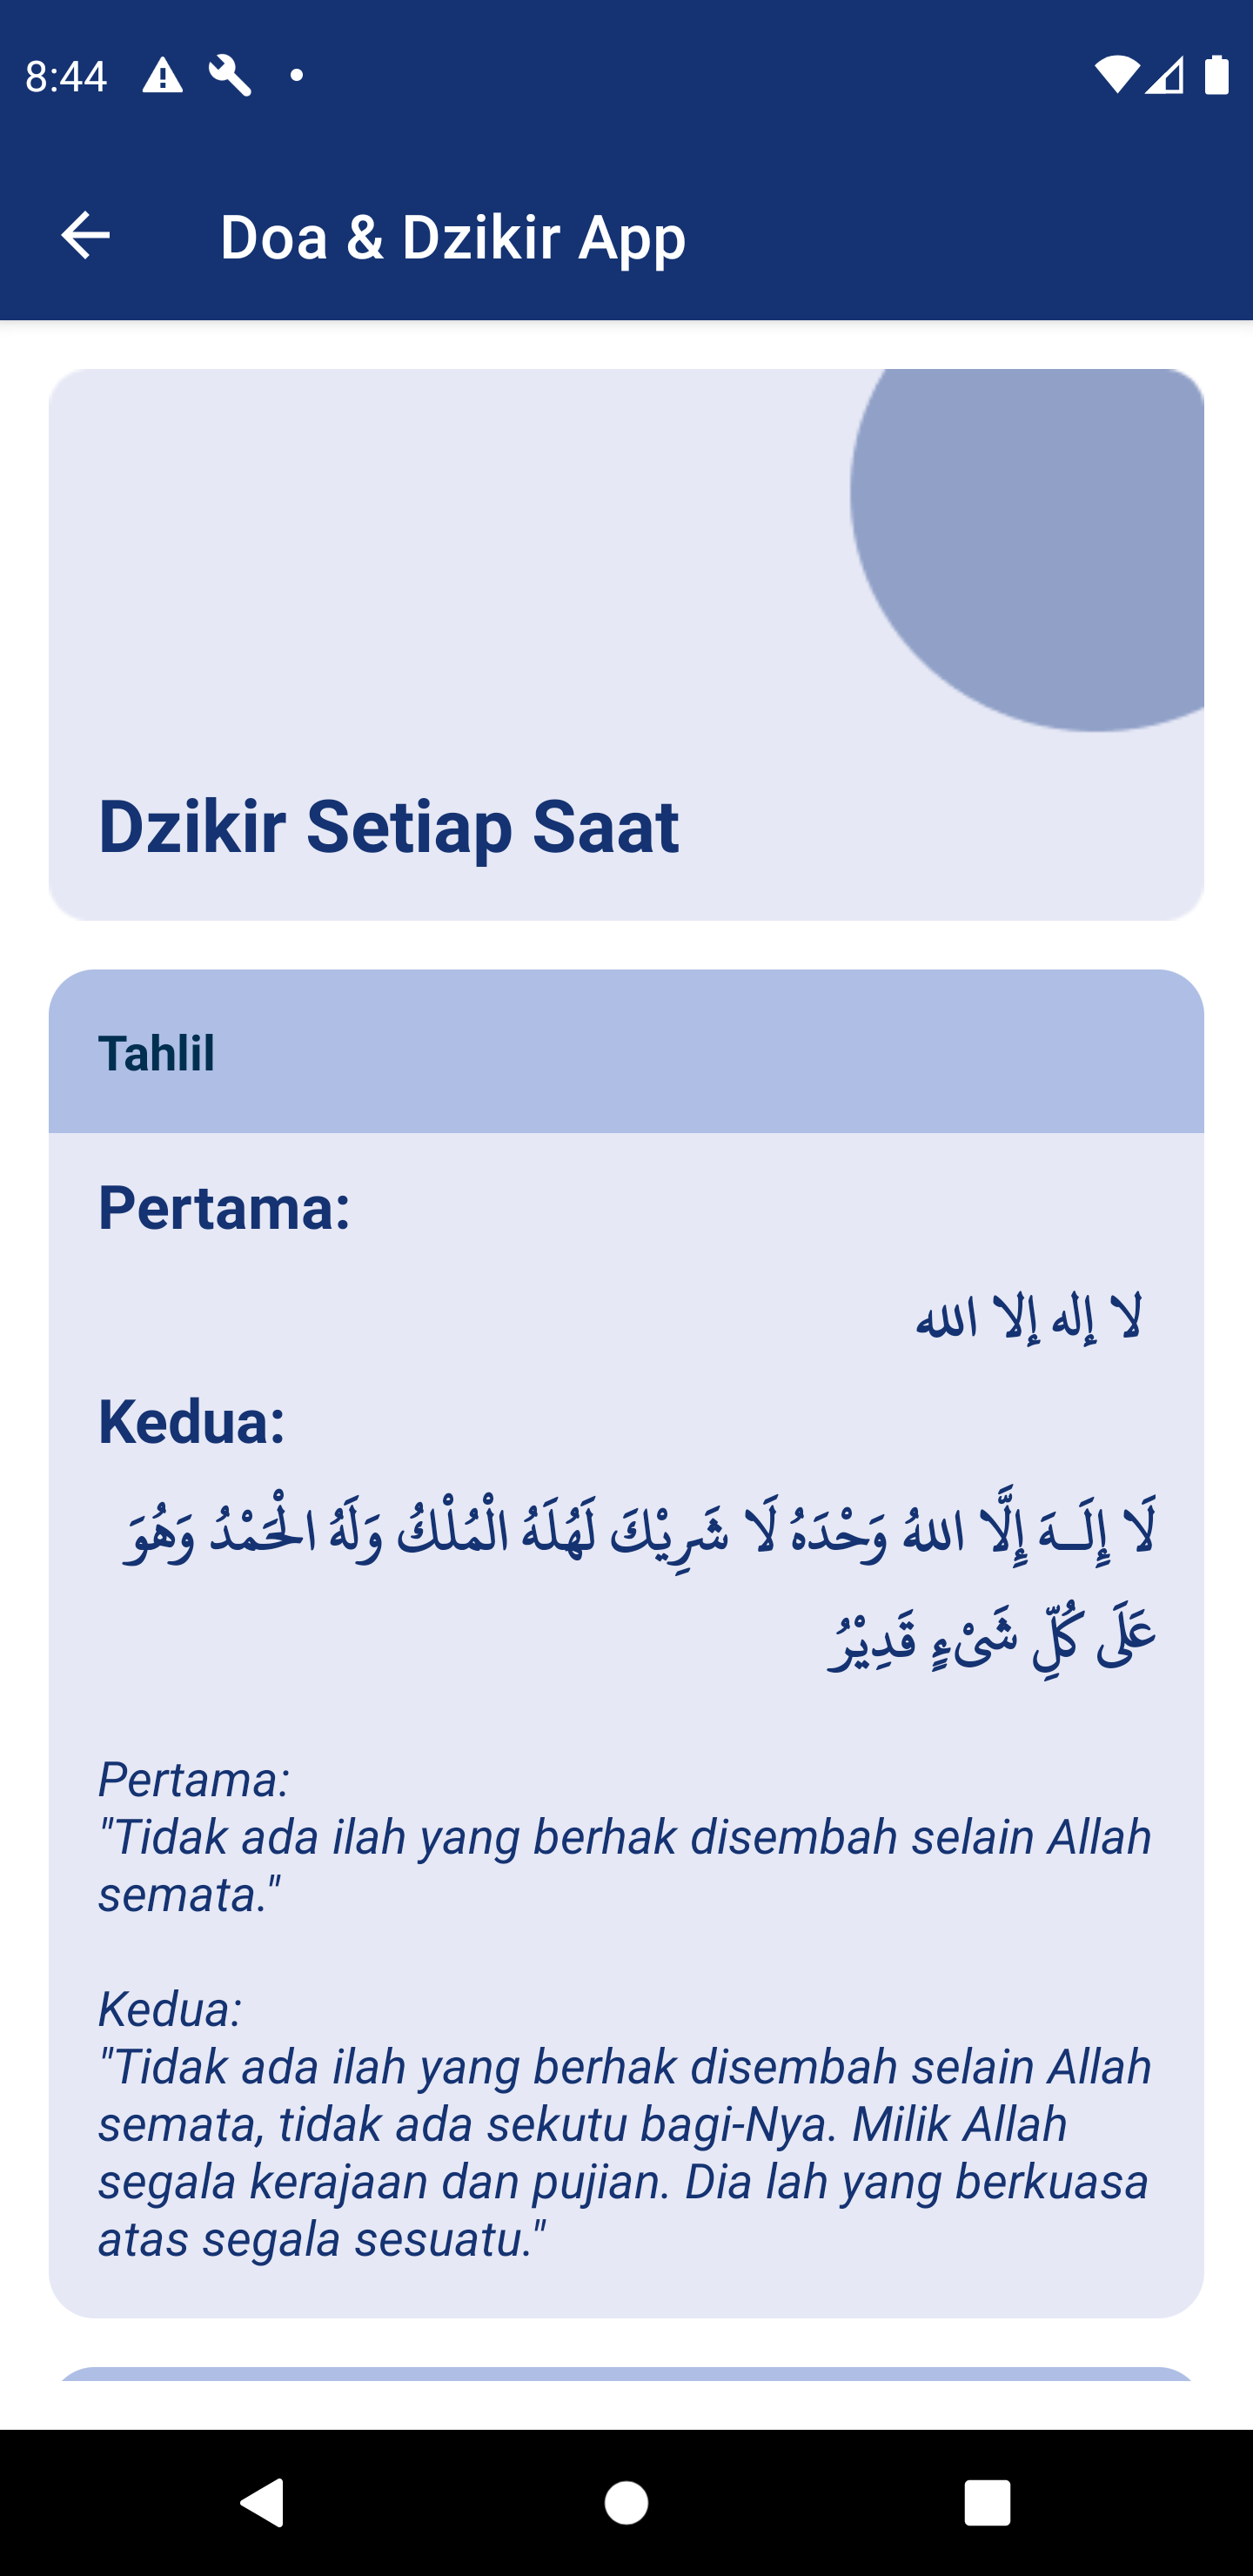 8:44
Doa & Dzikir App
Dzikir Setiap Saat
Tahlil
Pertama:
لا إله إلا الله
Kedua:
لَا إِلَـهَ إِلَّا اللهُ وَحْدَهُ لَا شَرِيْكَ لَهُلَهُ الْمُلْكُ وَلَهُ الْحَمْدُ وَهُوَ
عَلَى كُلِّ شَىْءٍ قَدِيْرُ
Pertama:
"Tidak ada ilah yang berhak disembah selain Allah
semata."
Kedua:
"Tidak ada ilah yang berhak disembah selain Allah
semata, tidak ada sekutu bagi-Nya. Milik Allah
segala kerajaan dan pujian. Dia lah yang berkuasa
atas segala sesuatu."